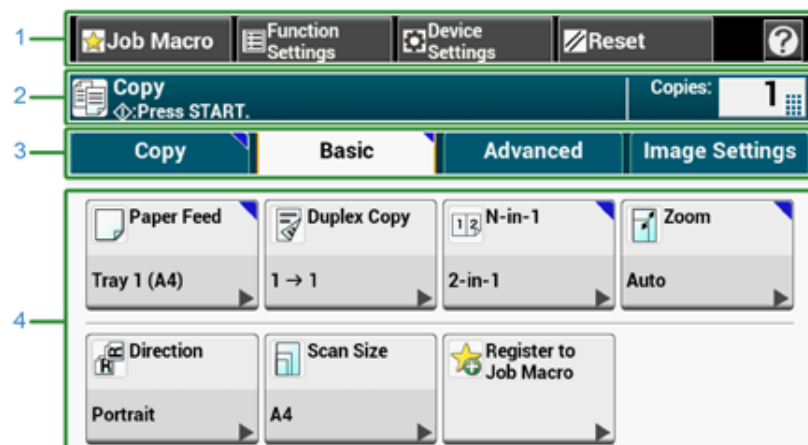 1
Job Macro
Function
Settings
Device
Settings
Reset
?
2
Copy
:Press START.
Copies:
1
3
Copy
Basic
Advanced
Image Settings
4
Paper Feed
Tray 1 (A4)
Duplex Copy
1 → 1
1 2
N-in-1
2-in-1
Zoom
Auto
R
R
Direction
Portrait
Scan Size
A4
Register to
Job Macro